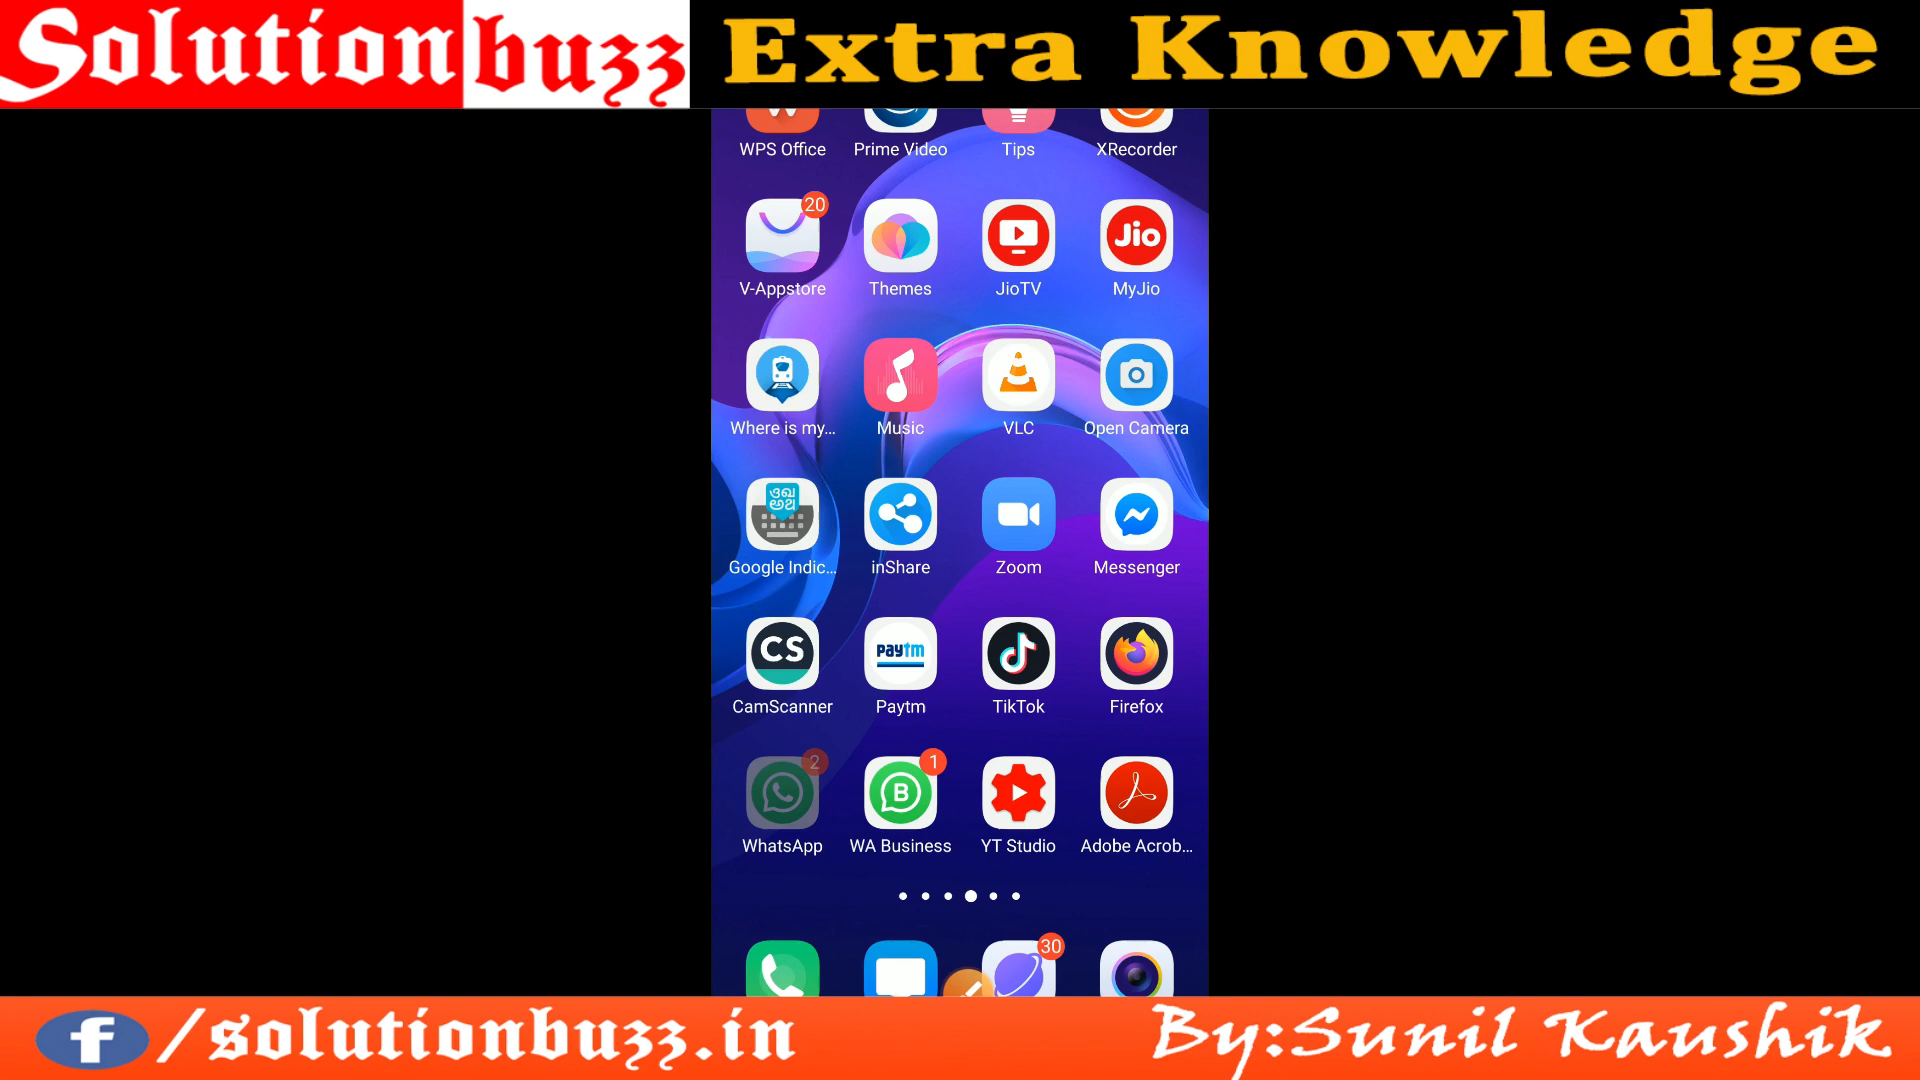 Solutionbuzz Extra Knowledge
W
WPS Office Prime Video Tips XRecorder
20
Jio
V-Appstore Themes JioTV MyJio
Where is my... Music VLC Open Camera
Google Indic... inShare Zoom Messenger
CS paytm
CamScanner Paytm TikTok Firefox
2 B 1
WhatsApp WA Business YT Studio Adobe Acrob...
30
f /solutionbuzz.in By:Sunil Kaushik